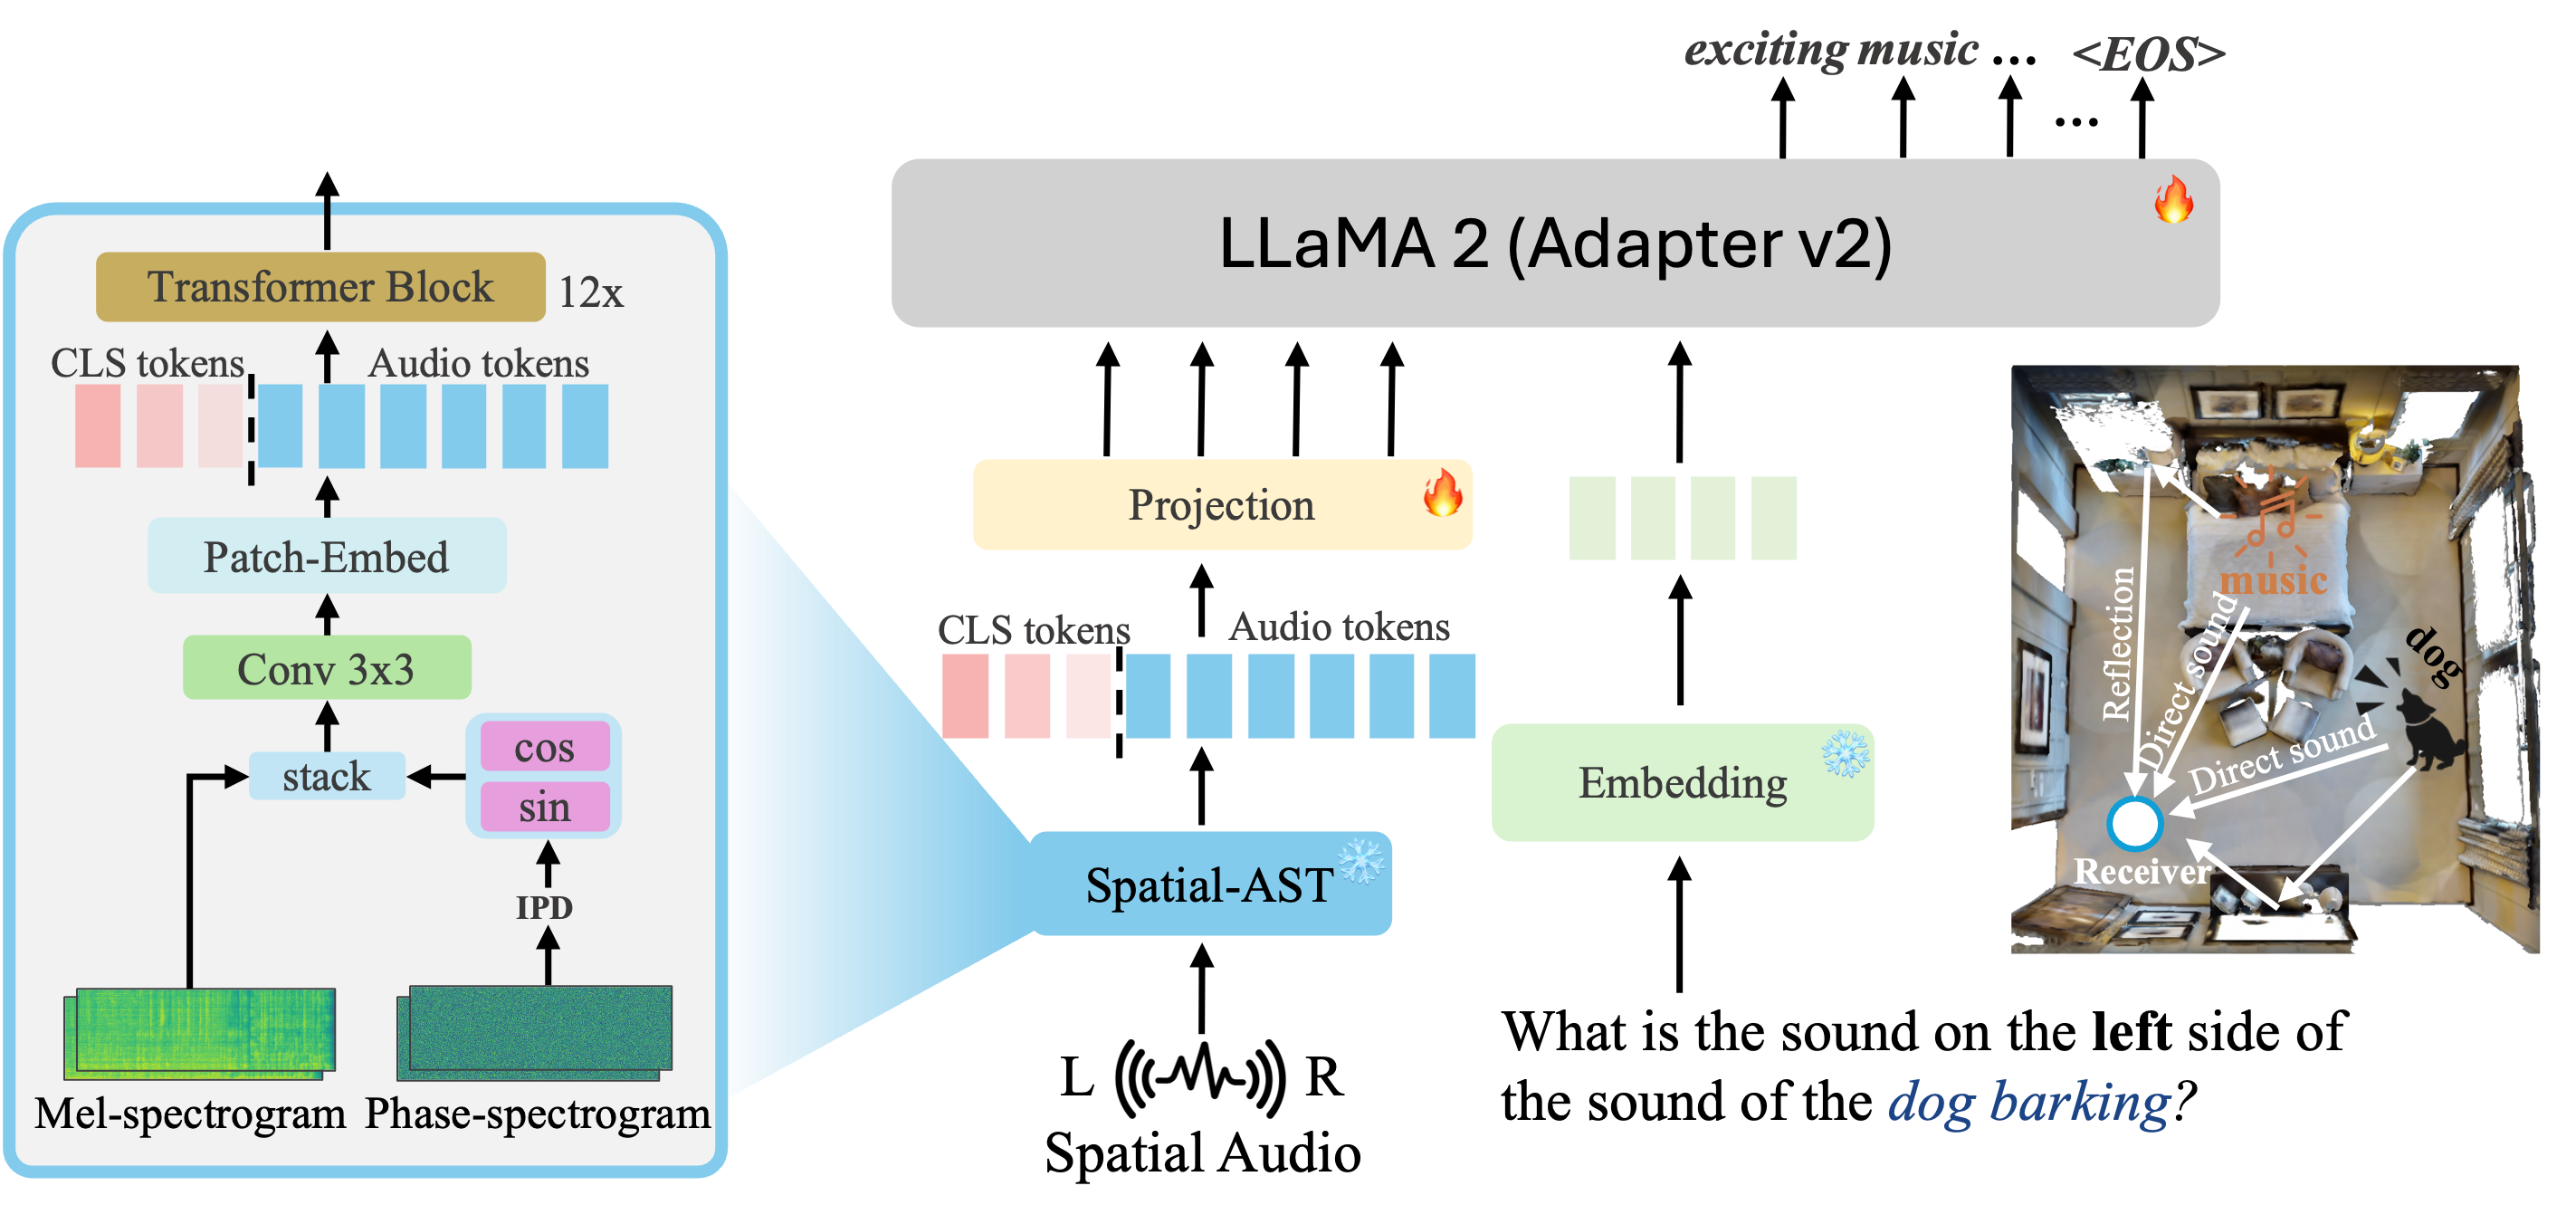 exciting music ... <EOS>
...
LLaMA 2 (Adapter v2)
Transformer Block
12x
CLS tokens
Audio tokens
Patch-Embed
Conv 3x3
stack
cos
sin
IPD
Mel-spectrogram
Phase-spectrogram
Projection
CLS tokens
Audio tokens
Spatial-AST
L
R
Spatial Audio
Embedding
What is the sound on the left side of
the sound of the dog barking?
music
dog
Reflection
Direct sound
Direct sound
Receiver